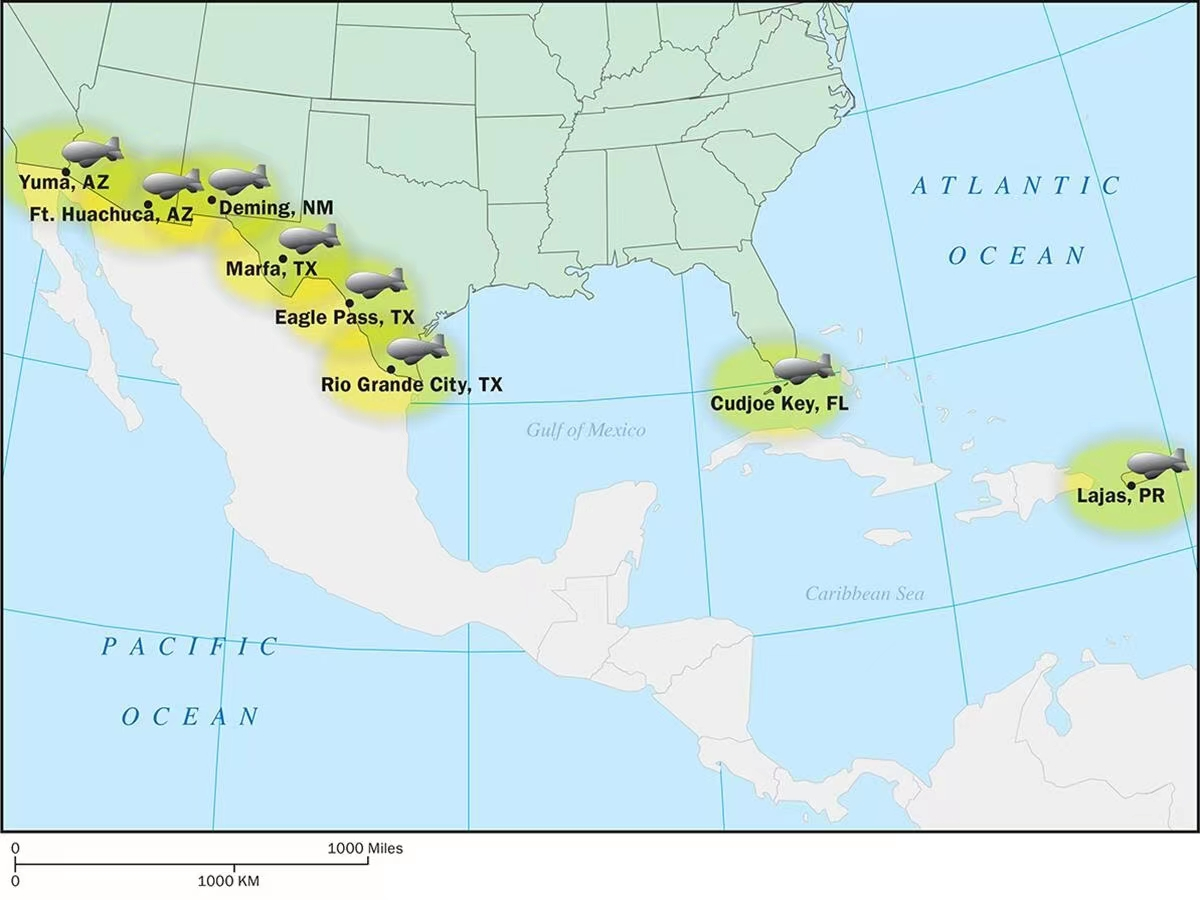 ATLANTIC
OCEAN
Yuma, AZ
Ft. Huachuca, AZ
Deming, NM
Marfa, TX
Eagle Pass, TX
Rio Grande City, TX
Cudjoe Key, FL
Gulf of Mexico
Lajas, PR
Caribbean Sea
PACIFIC
OCEAN
0 1000 Miles
0 1000 KM